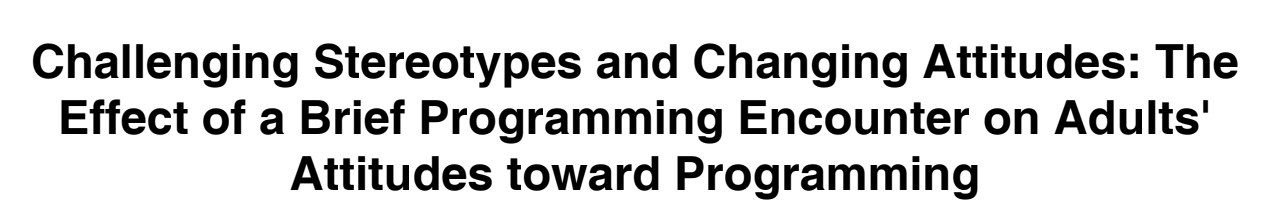 Challenging Stereotypes and Changing Attitudes: The
Effect of a Brief Programming Encounter on Adults'
Attitudes toward Programming